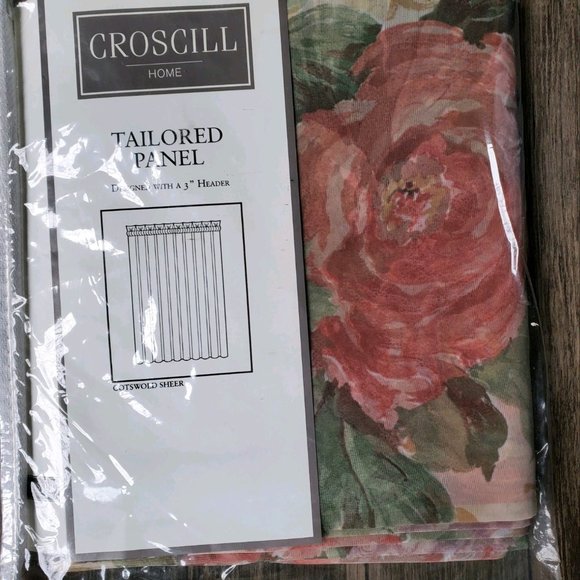 CROSCILL
HOME
TAILORED
PANEL
DESIGNED WITH A 3" HEADER
COTSWOLD SHEER